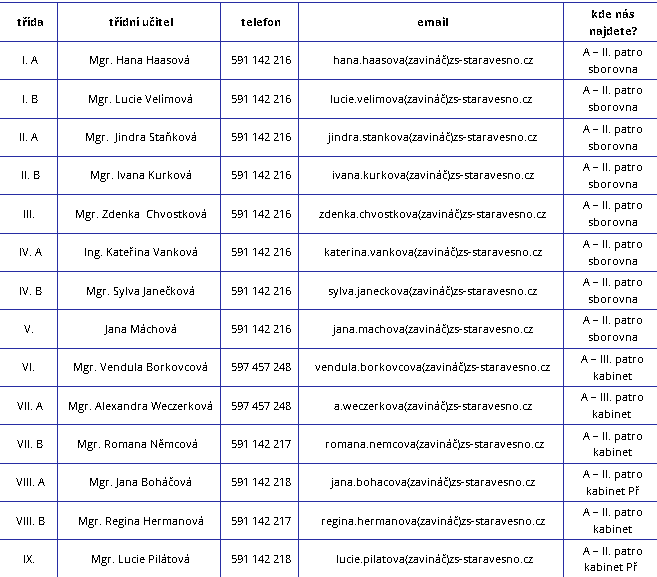 třída třídní učitel telefon email kde nás
najdete?
I. A Mgr. Hana Haasová 591 142 216 hana.haasova(zavináč)zs-staravesno.cz A – II. patro
sborovna
I. B Mgr. Lucie Velimová 591 142 216 lucie.velimova(zavináč)zs-staravesno.cz A – II. patro
sborovna
II. A Mgr. Jindra Staňková 591 142 216 jindra.stankova(zavináč)zs-staravesno.cz A – II. patro
sborovna
II. B Mgr. Ivana Kurková 591 142 216 ivana.kurkova(zavináč)zs-staravesno.cz A – II. patro
sborovna
III. Mgr. Zdenka Chvostková 591 142 216 zdenka.chvostkova(zavináč)zs-staravesno.cz A – II. patro
sborovna
IV. A Ing. Kateřina Vanková 591 142 216 katerina.vankova(zavináč)zs-staravesno.cz A – II. patro
sborovna
IV. B Mgr. Sylva Janečková 591 142 216 sylva.janeckova(zavináč)zs-staravesno.cz A – II. patro
sborovna
V. Jana Máchová 591 142 216 jana.machova(zavináč)zs-staravesno.cz A – II. patro
sborovna
VI. Mgr. Vendula Borkovcová 597 457 248 vendula.borkovcova(zavináč)zs-staravesno.cz A – III. patro
kabinet
VII. A Mgr. Alexandra Weczerková 597 457 248 a.weczerkova(zavináč)zs-staravesno.cz A – III. patro
kabinet
VII. B Mgr. Romana Němcová 591 142 217 romana.nemcova(zavináč)zs-staravesno.cz A – II. patro
kabinet
VIII. A Mgr. Jana Boháčová 591 142 218 jana.bohacova(zavináč)zs-staravesno.cz A – II. patro
kabinet Př
VIII. B Mgr. Regina Hermanová 591 142 217 regina.hermanova(zavináč)zs-staravesno.cz A – II. patro
kabinet
IX. Mgr. Lucie Pilátová 591 142 218 lucie.pilatova(zavináč)zs-staravesno.cz A – II. patro
kabinet Př